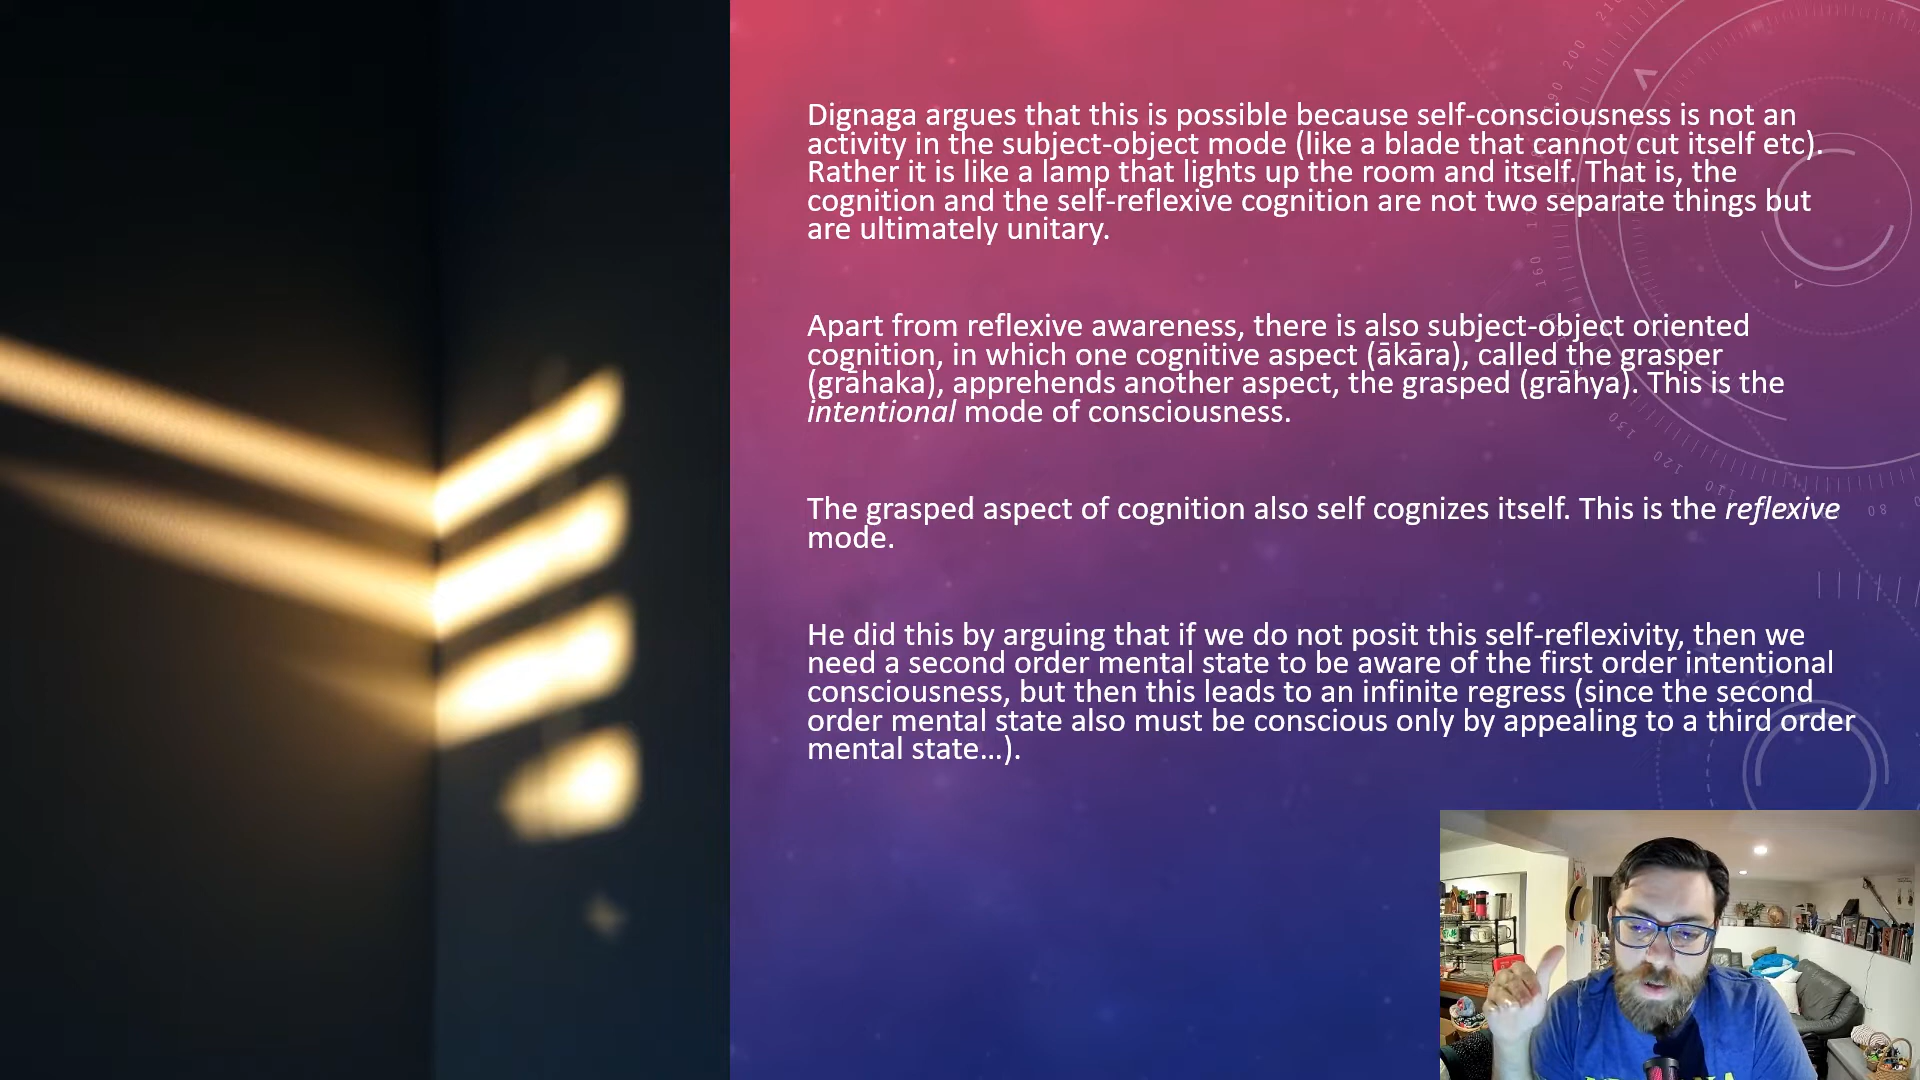 Dignaga argues that this is possible because self-consciousness is not an
activity in the subject-object mode (like a blade that cannot cut itself etc).
Rather it is like a lamp that lights up the room and itself. That is, the
cognition and the self-reflexive cognition are not two separate things but
are ultimately unitary.
Apart from reflexive awareness, there is also subject-object oriented
cognition, in which one cognitive aspect (ākāra), called the grasper
(grāhaka), apprehends another aspect, the grasped (grāhya). This is the
intentional mode of consciousness.
The grasped aspect of cognition also self cognizes itself. This is the reflexive
mode.
He did this by arguing that if we do not posit this self-reflexivity, then we
need a second order mental state to be aware of the first order intentional
consciousness, but then this leads to an infinite regress (since the second
order mental state also must be conscious only by appealing to a third order
mental state...).
200
190
160
130
120
110
80